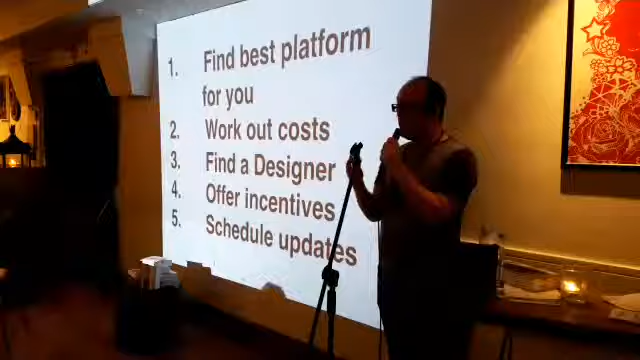 1. Find best platform
for you
2. Work out costs
3. Find a Designer
4. Offer incentives
5. Schedule updates